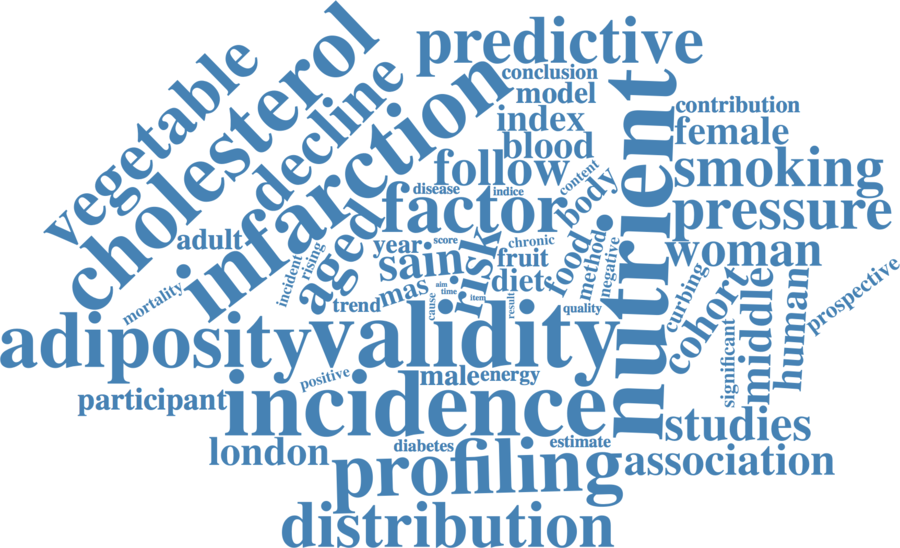 predictive
conclusion
model
index
blood
follow
vegetable
cholesterol
decline
infarction
nutrient
contribution
female
smoking
pressure
woman
content
body
disease
indice
factor
adult
aged
year
score
chronic
sain
risk
fruit
diet
food
method
negative
incident
rising
mortality
trend
mas
aim
time
cause
item
result
quality
curbing
cohort
significant
middle
human
prospective
adiposity
validity
positive
male
energy
participant
incidence
studies
london
diabetes
estimate
profiling
association
distribution